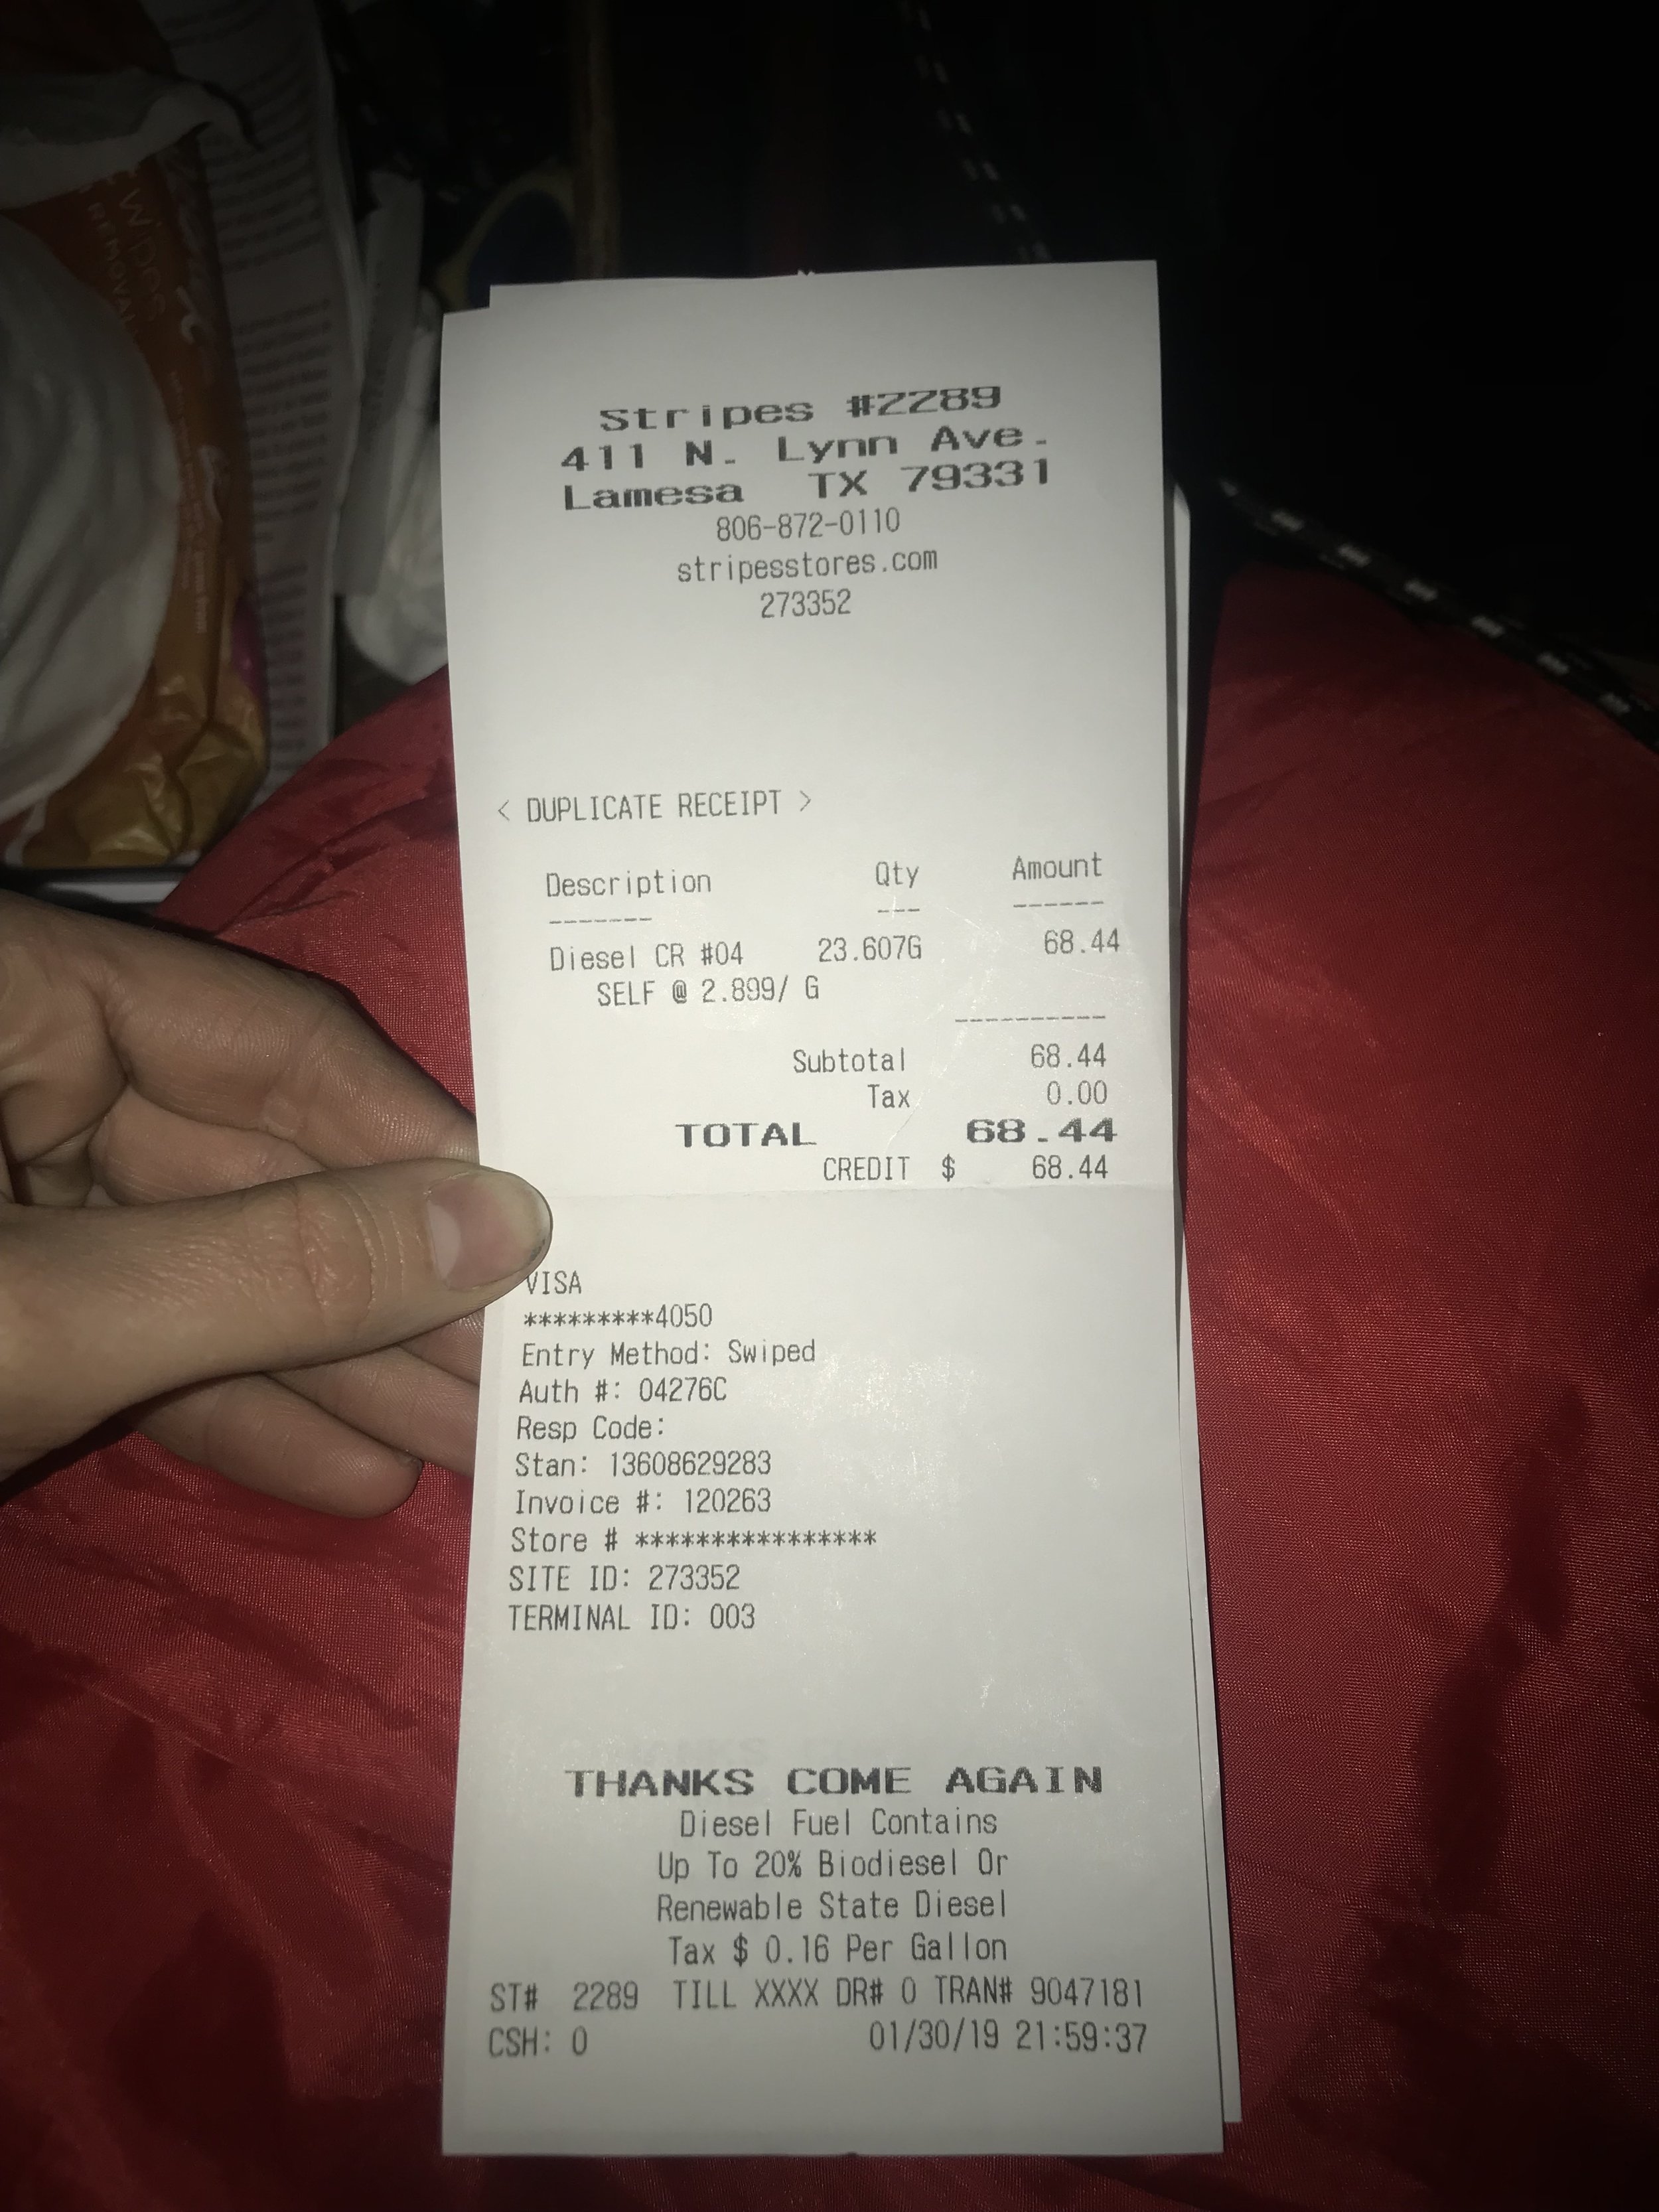 wipes
REMOVAL
Stripes #2289
411 N. Lynn Ave.
Lamesa TX 79331
806-872-0110
stripesstores.com
273352
< DUPLICATE RECEIPT >
Description Qty Amount
------- --- ------
Diesel CR #04 23.607G 68.44
SELF @ 2.899/ G
----------
Subtotal 68.44
Tax 0.00
TOTAL 68.44
CREDIT $ 68.44
VISA
*********4050
Entry Method: Swiped
Auth #: 04276C
Resp Code:
Stan: 13608629283
Invoice #: 120263
Store # ****************
SITE ID: 273352
TERMINAL ID: 003
THANKS COME AGAIN
Diesel Fuel Contains
Up To 20% Biodiesel Or
Renewable State Diesel
Tax $ 0.16 Per Gallon
ST# 2289 TILL XXXX DR# 0 TRAN# 9047181
CSH: 0 01/30/19 21:59:37